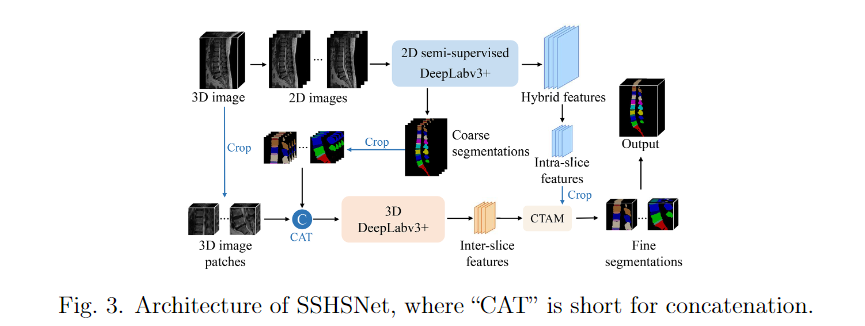 2D semi-supervised
DeepLabv3+
3D image
2D images
Hybrid features
Crop
Crop
Coarse
segmentations
Intra-slice
features
Output
Crop
C
CAT
3D
DeepLabv3+
CTAM
3D image
patches
Inter-slice
features
Fine
segmentations
Fig. 3. Architecture of SSHSNet, where “CAT” is short for concatenation.